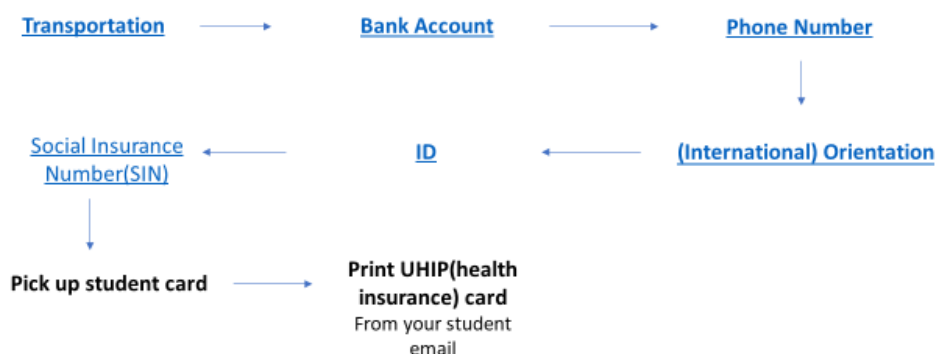 Transportation
Bank Account
Phone Number
(International) Orientation
ID
Social Insurance
Number(SIN)
Pick up student card
Print UHIP(health
insurance) card
From your student
email